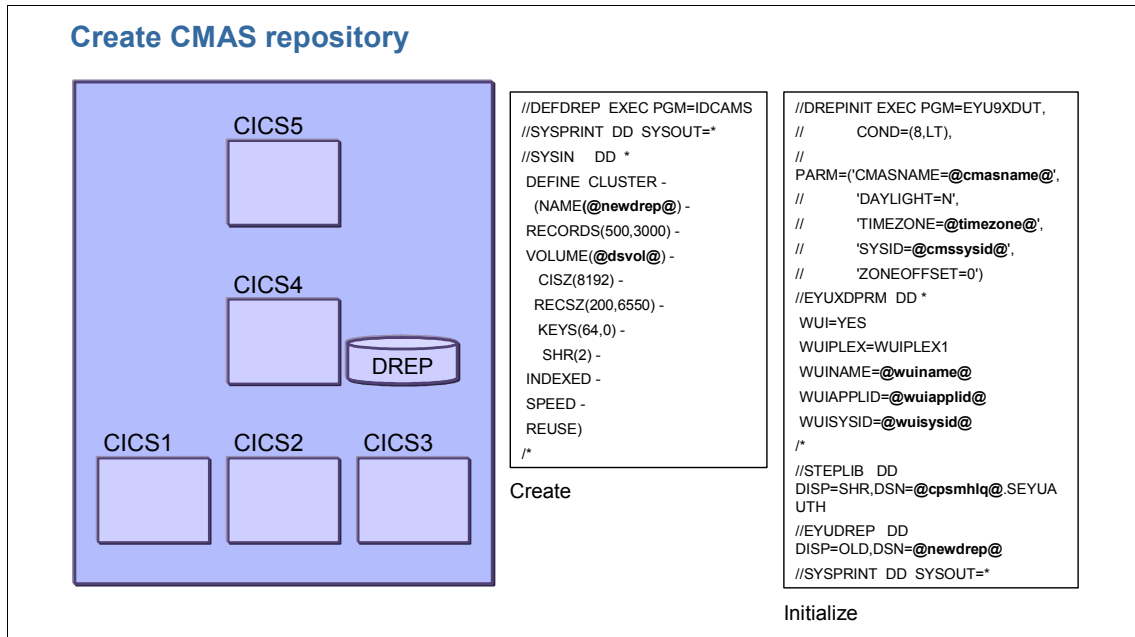 Create CMAS repository
CICS5
CICS4
DREP
CICS1 CICS2 CICS3
//DEFDREP EXEC PGM=IDCAMS
//SYSPRINT DD SYSOUT=*
//SYSIN DD *
DEFINE CLUSTER -
(NAME(@newdrep@) -
RECORDS(500,3000) -
VOLUME(@dsvol@) -
CISZ(8192) -
RECSZ(200,6550) -
KEYS(64,0) -
SHR(2) -
INDEXED -
SPEED -
REUSE)
/*
Create
//DREPINIT EXEC PGM=EYU9XDUT,
// COND=(8,LT),
//
PARM=('CMASNAME=@cmasname@',
// 'DAYLIGHT=N',
// 'TIMEZONE=@timezone@',
// 'SYSID=@cmssysid@',
// 'ZONEOFFSET=0')
//EYUXDPRM DD *
WUI=YES
WUIPLEX=WUIPLEX1
WUINAME=@wuiname@
WUIAPPLID=@wuiapplid@
WUISYSID=@wuisysid@
/*
//STEPLIB DD
DISP=SHR,DSN=@cpsmhlq@.SEYUA
UTH
//EYUDREP DD
DISP=OLD,DSN=@newdrep@
//SYSPRINT DD SYSOUT=*
Initialize